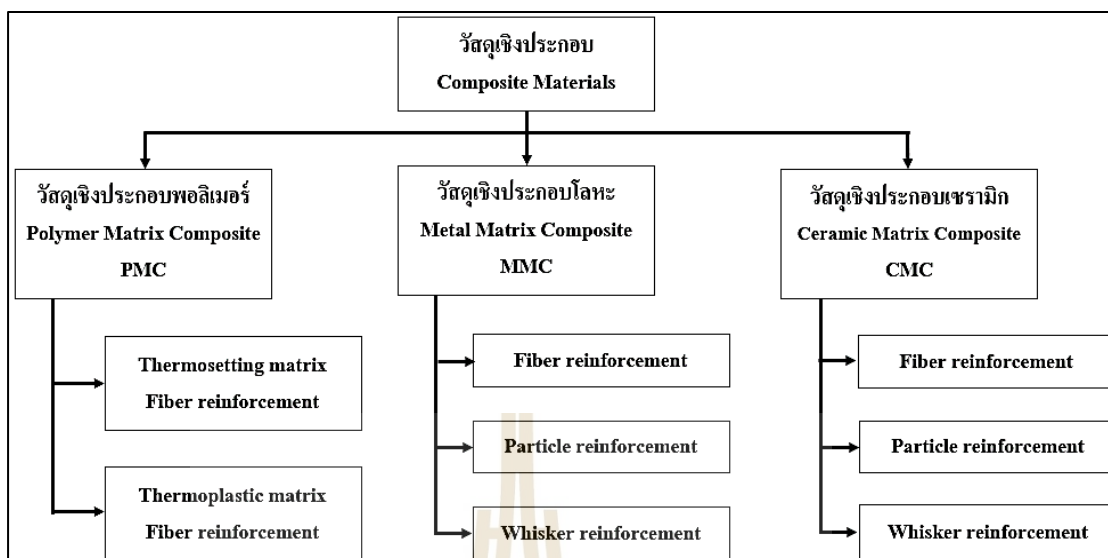 วัสดุเชิงประกอบ
Composite Materials
วัสดุเชิงประกอบพอลิเมอร์
Polymer Matrix Composite
PMC
วัสดุเชิงประกอบโลหะ
Metal Matrix Composite
MMC
วัสดุเชิงประกอบเซรามิก
Ceramic Matrix Composite
CMC
Thermosetting matrix
Fiber reinforcement
Thermoplastic matrix
Fiber reinforcement
Fiber reinforcement
Particle reinforcement
Whisker reinforcement
Fiber reinforcement
Particle reinforcement
Whisker reinforcement